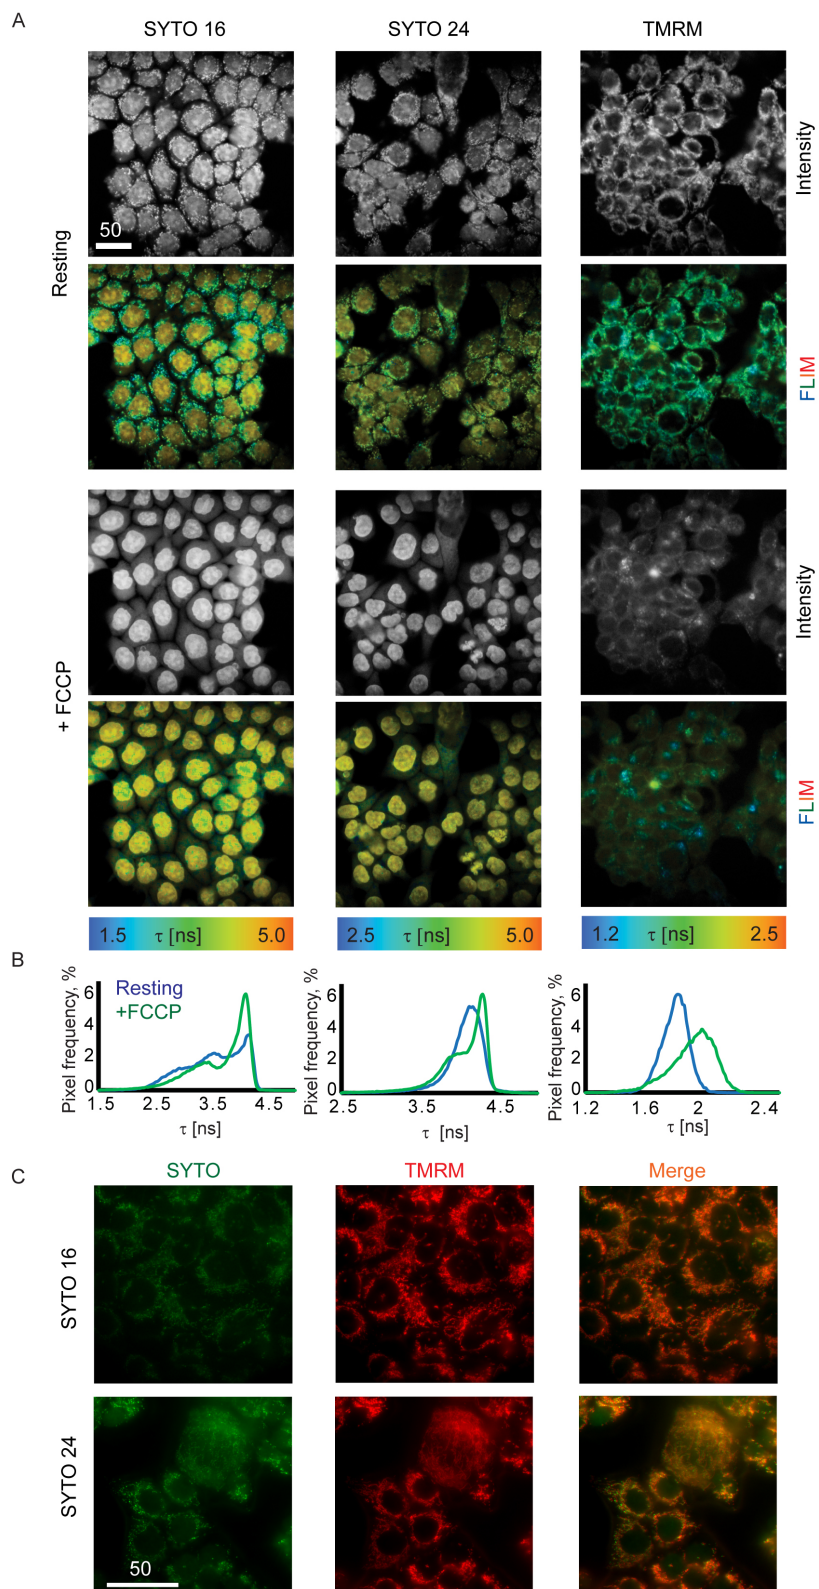 A
SYTO 16
SYTO 24
TMRM
Resting
50
Intensity
FLIM
+ FCCP
Intensity
FLIM
1.5 τ [ns] 5.0
2.5 τ [ns] 5.0
1.2 τ [ns] 2.5
B
Pixel frequency, %
6
4
2
0
Resting
+FCCP
1.5 2.5 3.5 4.5
τ [ns]
Pixel frequency, %
6
4
2
0
2.5 3.5 4.5
τ [ns]
Pixel frequency, %
6
4
2
0
1.2 1.6 2 2.4
τ [ns]
C
SYTO
TMRM
Merge
SYTO 16
SYTO 24
50